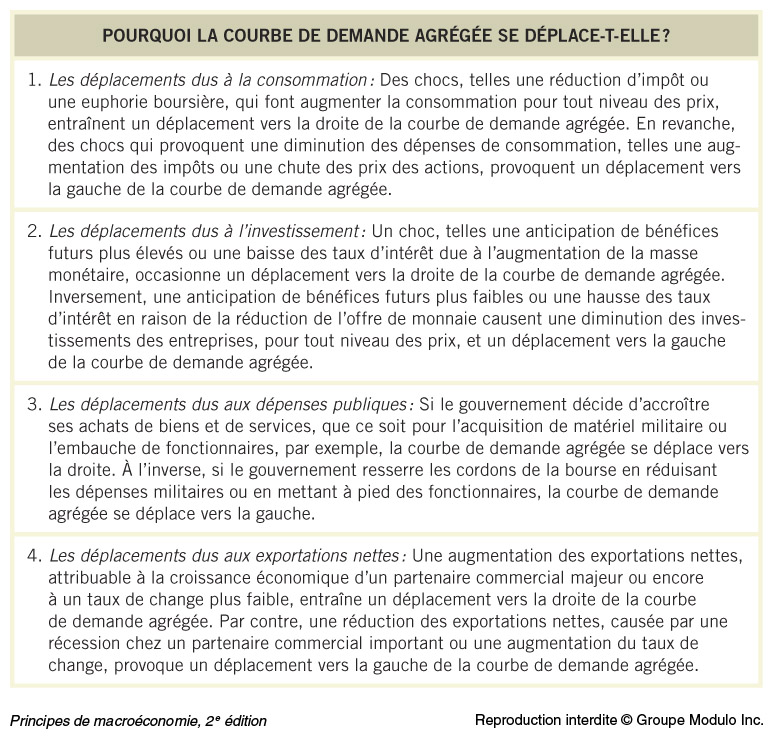 POURQUOI LA COURBE DE DEMANDE AGRÉGÉE SE DÉPLACE-T-ELLE ?
1. Les déplacements dus à la consommation : Des chocs, telles une réduction d'impôt ou
une euphorie boursière, qui font augmenter la consommation pour tout niveau des prix,
entraînent un déplacement vers la droite de la courbe de demande agrégée. En revanche,
des chocs qui provoquent une diminution des dépenses de consommation, telles une aug-
mentation des impôts ou une chute des prix des actions, provoquent un déplacement vers
la gauche de la courbe de demande agrégée.
2. Les déplacements dus à l'investissement : Un choc, telles une anticipation de bénéfices
futurs plus élevés ou une baisse des taux d'intérêt due à l'augmentation de la masse
monétaire, occasionne un déplacement vers la droite de la courbe de demande agrégée.
Inversement, une anticipation de bénéfices futurs plus faibles ou une hausse des taux
d'intérêt en raison de la réduction de l'offre de monnaie causent une diminution des inves-
tissements des entreprises, pour tout niveau des prix, et un déplacement vers la gauche
de la courbe de demande agrégée.
3. Les déplacements dus aux dépenses publiques : Si le gouvernement décide d'accroître
ses achats de biens et de services, que ce soit pour l'acquisition de matériel militaire ou
l'embauche de fonctionnaires, par exemple, la courbe de demande agrégée se déplace vers
la droite. À l'inverse, si le gouvernement resserre les cordons de la bourse en réduisant
les dépenses militaires ou en mettant à pied des fonctionnaires, la courbe de demande
agrégée se déplace vers la gauche.
4. Les déplacements dus aux exportations nettes : Une augmentation des exportations nettes,
attribuable à la croissance économique d'un partenaire commercial majeur ou encore
à un taux de change plus faible, entraîne un déplacement vers la droite de la courbe
de demande agrégée. Par contre, une réduction des exportations nettes, causée par une
récession chez un partenaire commercial important ou une augmentation du taux de
change, provoque un déplacement vers la gauche de la courbe de demande agrégée.
Principes de macroéconomie, 2e édition
Reproduction interdite © Groupe Modulo Inc.